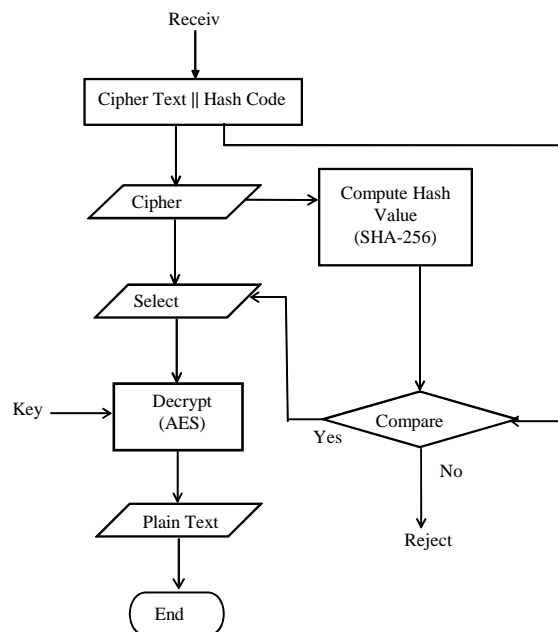 Receiv
Cipher Text || Hash Code
Cipher
Compute Hash
Value
(SHA-256)
Select
Key
Decrypt
(AES)
Compare
Yes
No
Plain Text
Reject
End